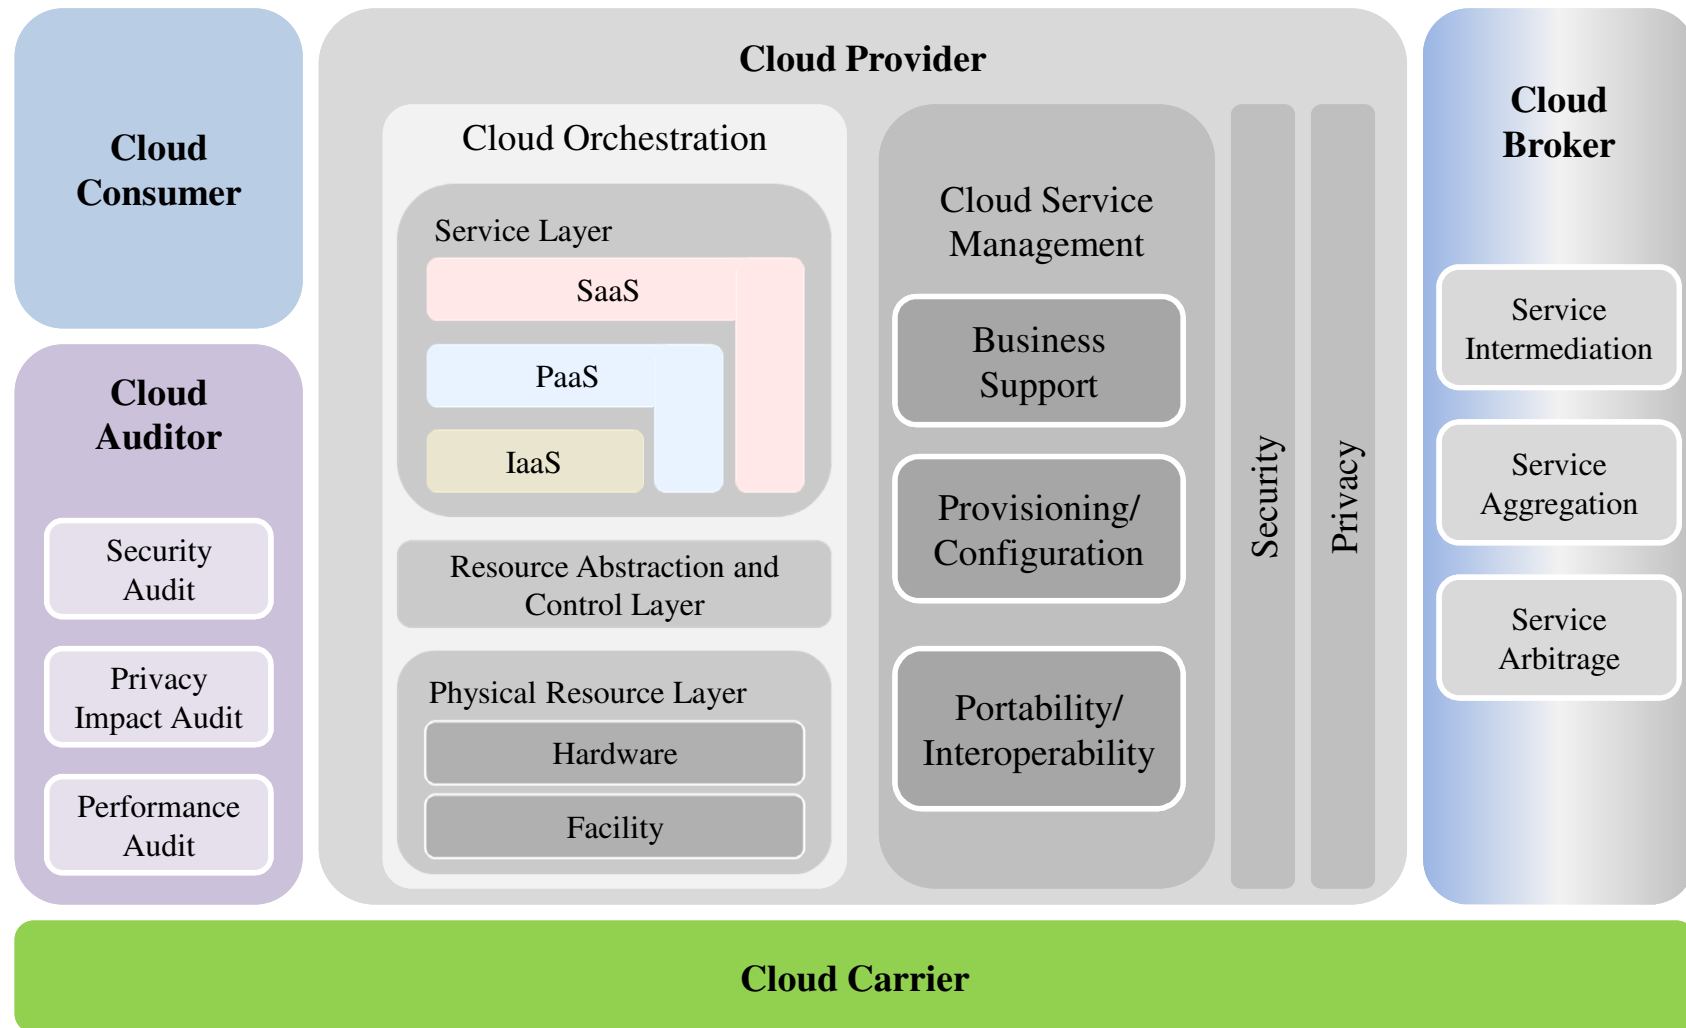 Cloud
Consumer
Cloud
Auditor
Security
Audit
Privacy
Impact Audit
Performance
Audit
Cloud Provider
Cloud Orchestration
Service Layer
SaaS
PaaS
IaaS
Resource Abstraction and
Control Layer
Physical Resource Layer
Hardware
Facility
Cloud Service
Management
Business
Support
Provisioning/
Configuration
Portability/
Interoperability
Security
Privacy
Cloud
Broker
Service
Intermediation
Service
Aggregation
Service
Arbitrage
Cloud Carrier